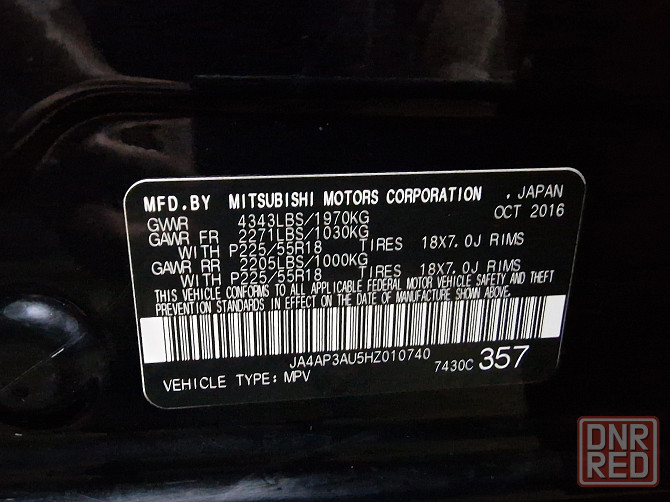 MFD.BY MITSUBISHI MOTORS CORPORATION , JAPAN
GVWR 4343LBS/1970KG OCT 2016
GAWR FR 2271LBS/1030KG
WITH P225/55R18 TIRES 18X7.0J RIMS
GAWR RR 2205LBS/1000KG
WITH P225/55R18 TIRES 18X7.0J RIMS
THIS VEHICLE CONFORMS TO ALL APPLICABLE FEDERAL MOTOR VEHICLE SAFETY AND THEFT
PREVENTION STANDARDS IN EFFECT ON THE DATE OF MANUFACTURE SHOWN ABOVE.
JA4AP3AU5HZ010740
VEHICLE TYPE:MPV 7430C 357
DNR
RED